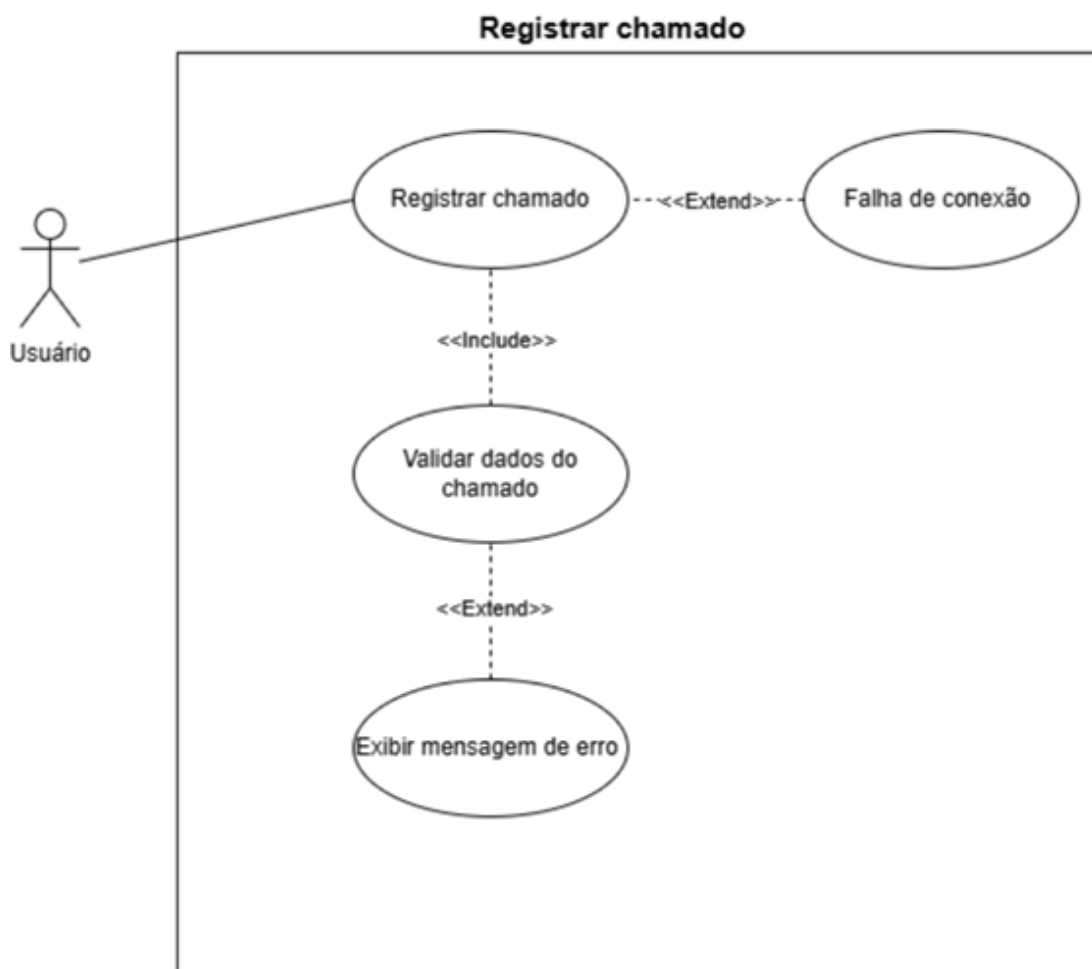 Registrar chamado
Registrar chamado
<<Extend>>
Falha de conexão
Usuário
<<Include>>
Validar dados do
chamado
<<Extend>>
Exibir mensagem de erro